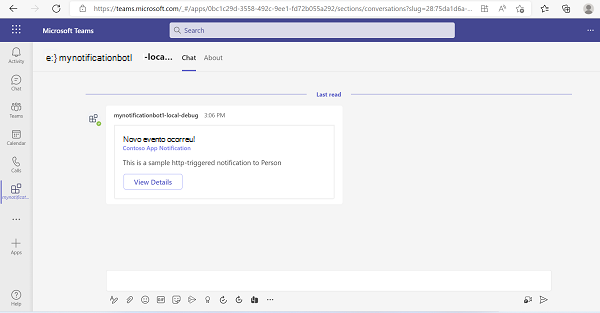 https://teams.microsoft.com/_#/apps/0bc1c29d-3558-492c-9ee1-fd72b055a292/sections/conversations?slug=28:75da1d6a-...
Microsoft Teams
Search
Activity
Chat
Teams
Calendar
Calls
mynotificat...
Apps
Help
e:} mynotificationbotl -loca...
Chat
About
Last read
mynotificationbot1-local-debug 3:06 PM
Novo evento ocorreu!
Contoso App Notification
This is a sample http-triggered notification to Person
View Details